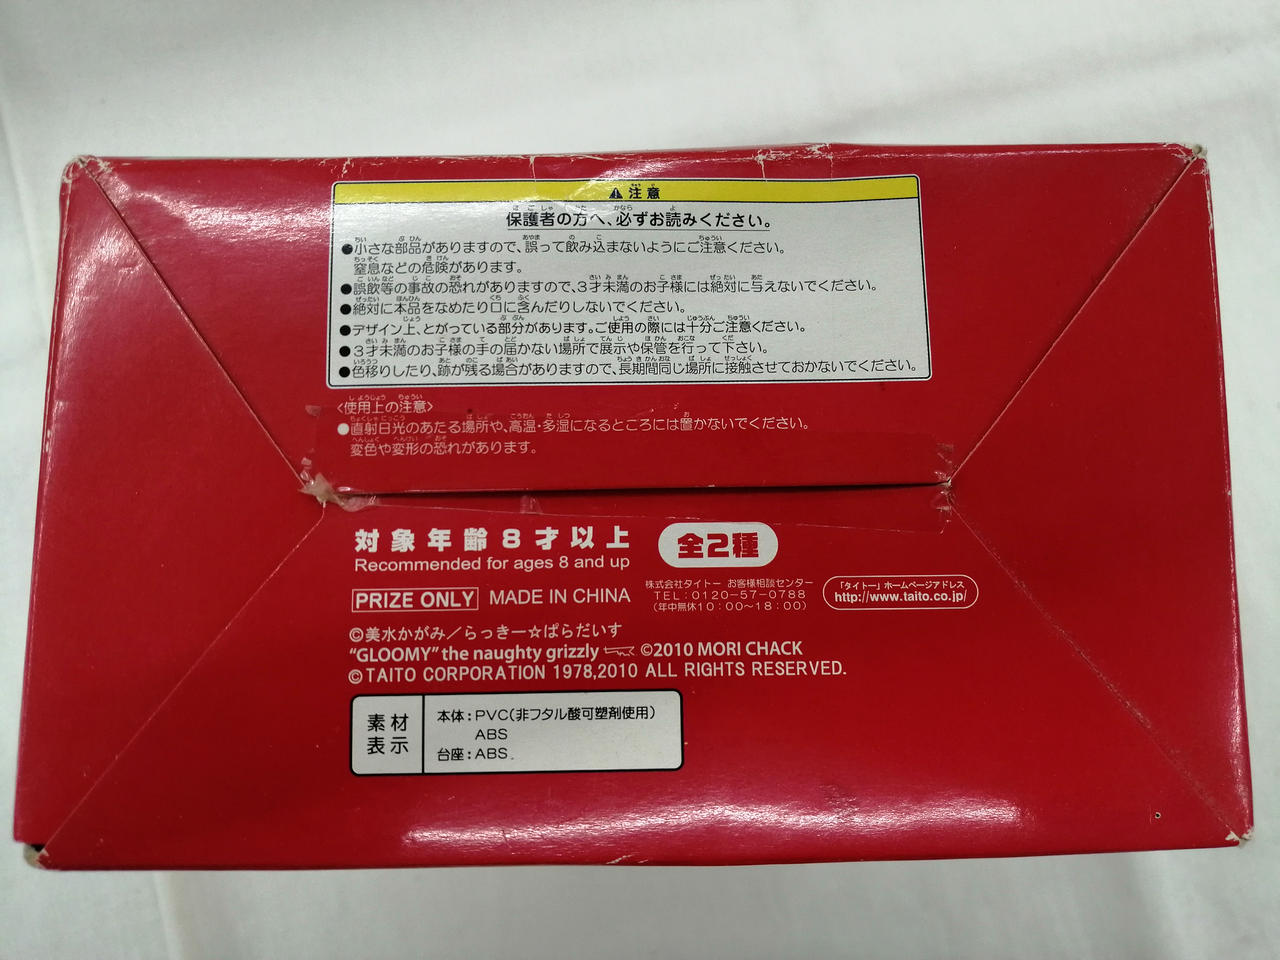 ⚠注意
保護者の方へ、必ずお読みください。
●小さな部品がありますので、誤って飲み込まないようにご注意ください。
窒息などの危険があります。
●誤飲等の事故の恐れがありますので、3才未満のお子様には絶対に与えないでください。
●絶対に本品をなめたり口に含んだりしないでください。
●デザイン上、とがっている部分があります。ご使用の際には十分ご注意ください。
●3才未満のお子様の手の届かない場所で展示や保管を行って下さい。
●色移りしたり、跡が残る場合がありますので、長期間同じ場所に接触させておかないでください。
〈使用上の注意〉
●直射日光のあたる場所や、高温・多湿になるところには置かないでください。
変色や変形の恐れがあります。
対象年齢8才以上
Recommended for ages 8 and up
全2種
PRIZE ONLY MADE IN CHINA
株式会社タイトー お客様相談センター
TEL:0120-57-0788
(年中無休10:00〜18:00)
「タイトー」ホームページアドレス
http://www.taito.co.jp/
©美水かがみ/らっきー☆ぱらだいす
"GLOOMY" the naughty grizzly ©2010 MORI CHACK
©TAITO CORPORATION 1978,2010 ALL RIGHTS RESERVED.
素材
表示
本体:PVC(非フタル酸可塑剤使用)
ABS
台座:ABS